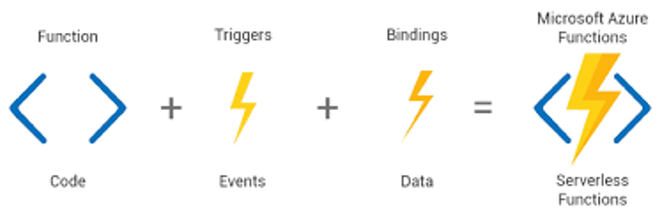 Function
Triggers
Bindings
Microsoft Azure
Functions
+
+
=
Code
Events
Data
Serverless
Functions